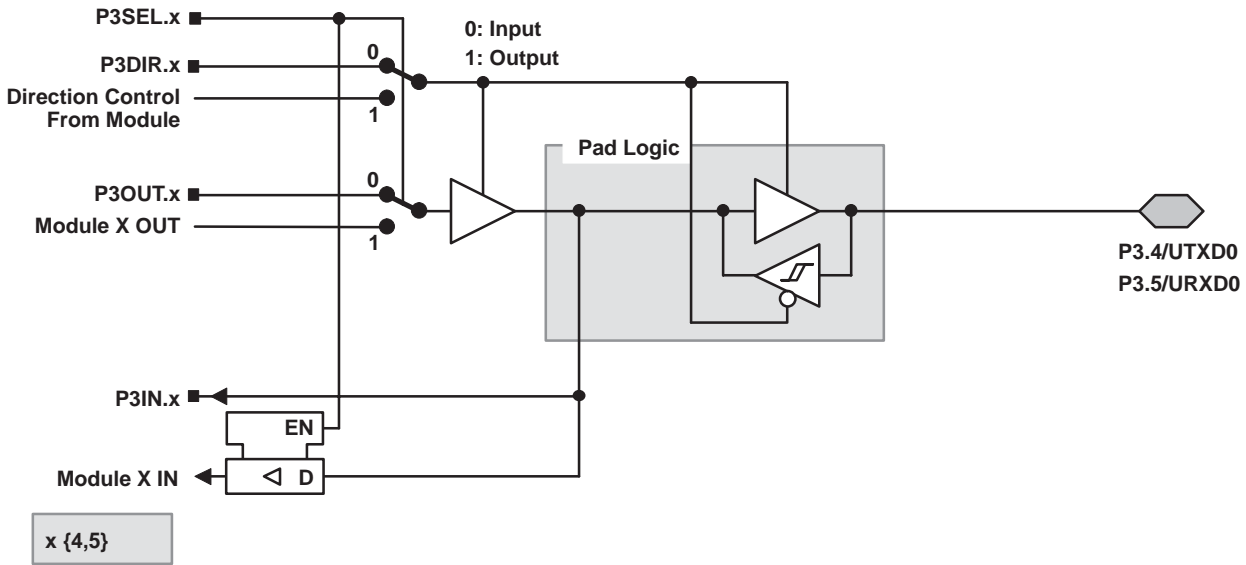 P3SEL.x
0: Input
1: Output
0
P3DIR.x
Direction Control
From Module
1
Pad Logic
0
P3OUT.x
Module X OUT
1
P3.4/UTXD0
P3.5/URXD0
P3IN.x
EN
Module X IN
D
x {4,5}